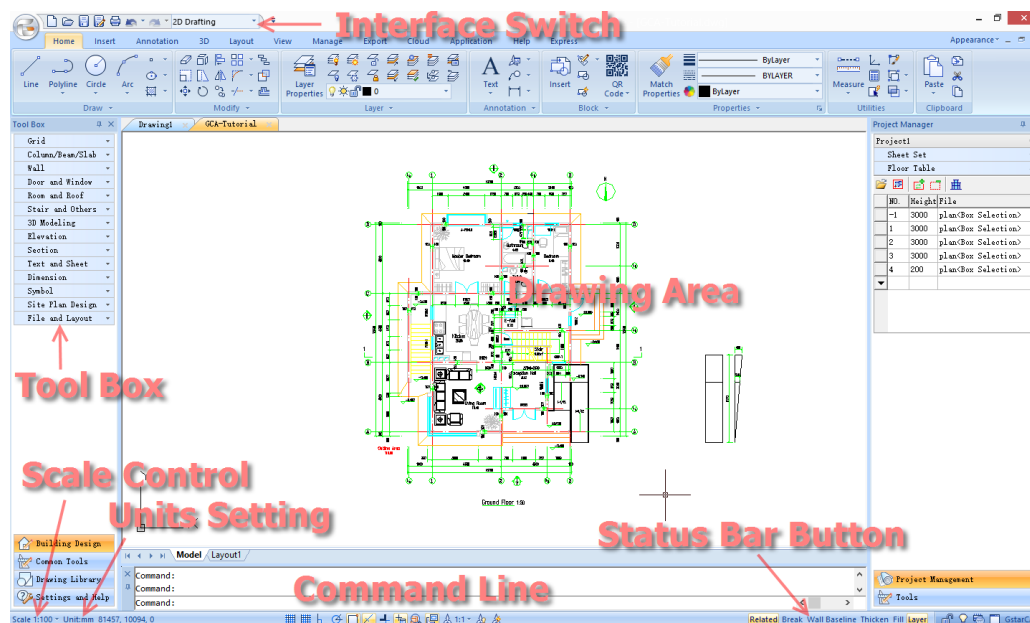 2D Drafting
Interface Switch
Home Insert Annotation 3D Layout View Manage Export Cloud Application Help Express
Appearance
Line Polyline Circle Arc
Layer Properties
0
Text
Insert
QR Code
Match Properties
ByLayer
BYLAYER
ByLayer
Measure
Paste
Draw Modify Layer Annotation Block Properties Utilities Clipboard
Tool Box
Drawing1 GCA-Tutorial
Project Manager
Grid
Column/Beam/Slab
Wall
Door and Window
Room and Roof
Stair and Others
3D Modeling
Elevation
Section
Text and Sheet
Dimension
Symbol
Site Plan Design
File and Layout
Project1
Sheet Set
Floor Table
NO. Height File
-1 3000 plan<Box Selection>
1 3000 plan<Box Selection>
2 3000 plan<Box Selection>
3 3000 plan<Box Selection>
4 200 plan<Box Selection>
Drawing Area
Tool Box
Scale Control
Units Setting
Ground Floor 1:50
Status Bar Button
Building Design
Common Tools
Drawing Library
Settings and Help
Model Layout1
Command:
Command:
Command:
Command Line
Project Management
Tools
Scale 1:100 Unit:mm 81457, 10094, 0
1:1
Related Break Wall Baseline Thicken Fill Layer GstarC